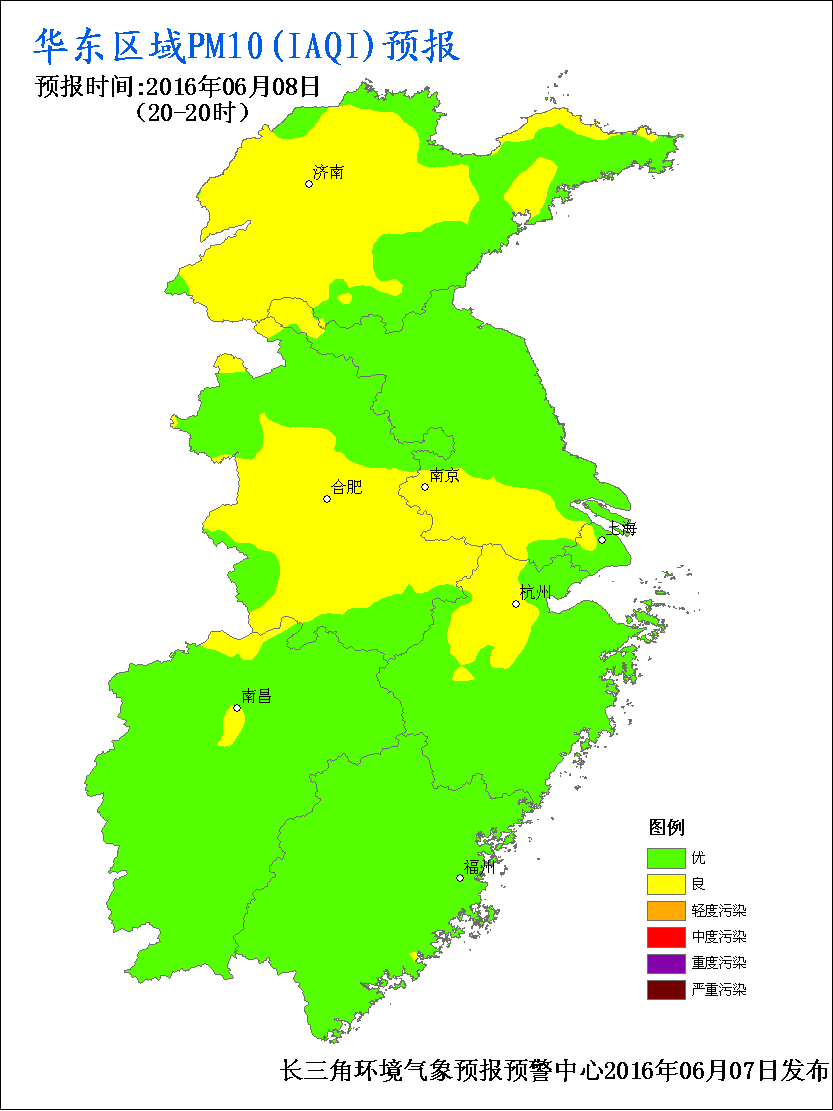 华东区域PM10(IAQI)预报
预报时间:2016年06月08日
（20-20时）
济南
南京
合肥
上海
杭州
南昌
福州
图例
优
良
轻度污染
中度污染
重度污染
严重污染
长三角环境气象预报预警中心2016年06月07日发布